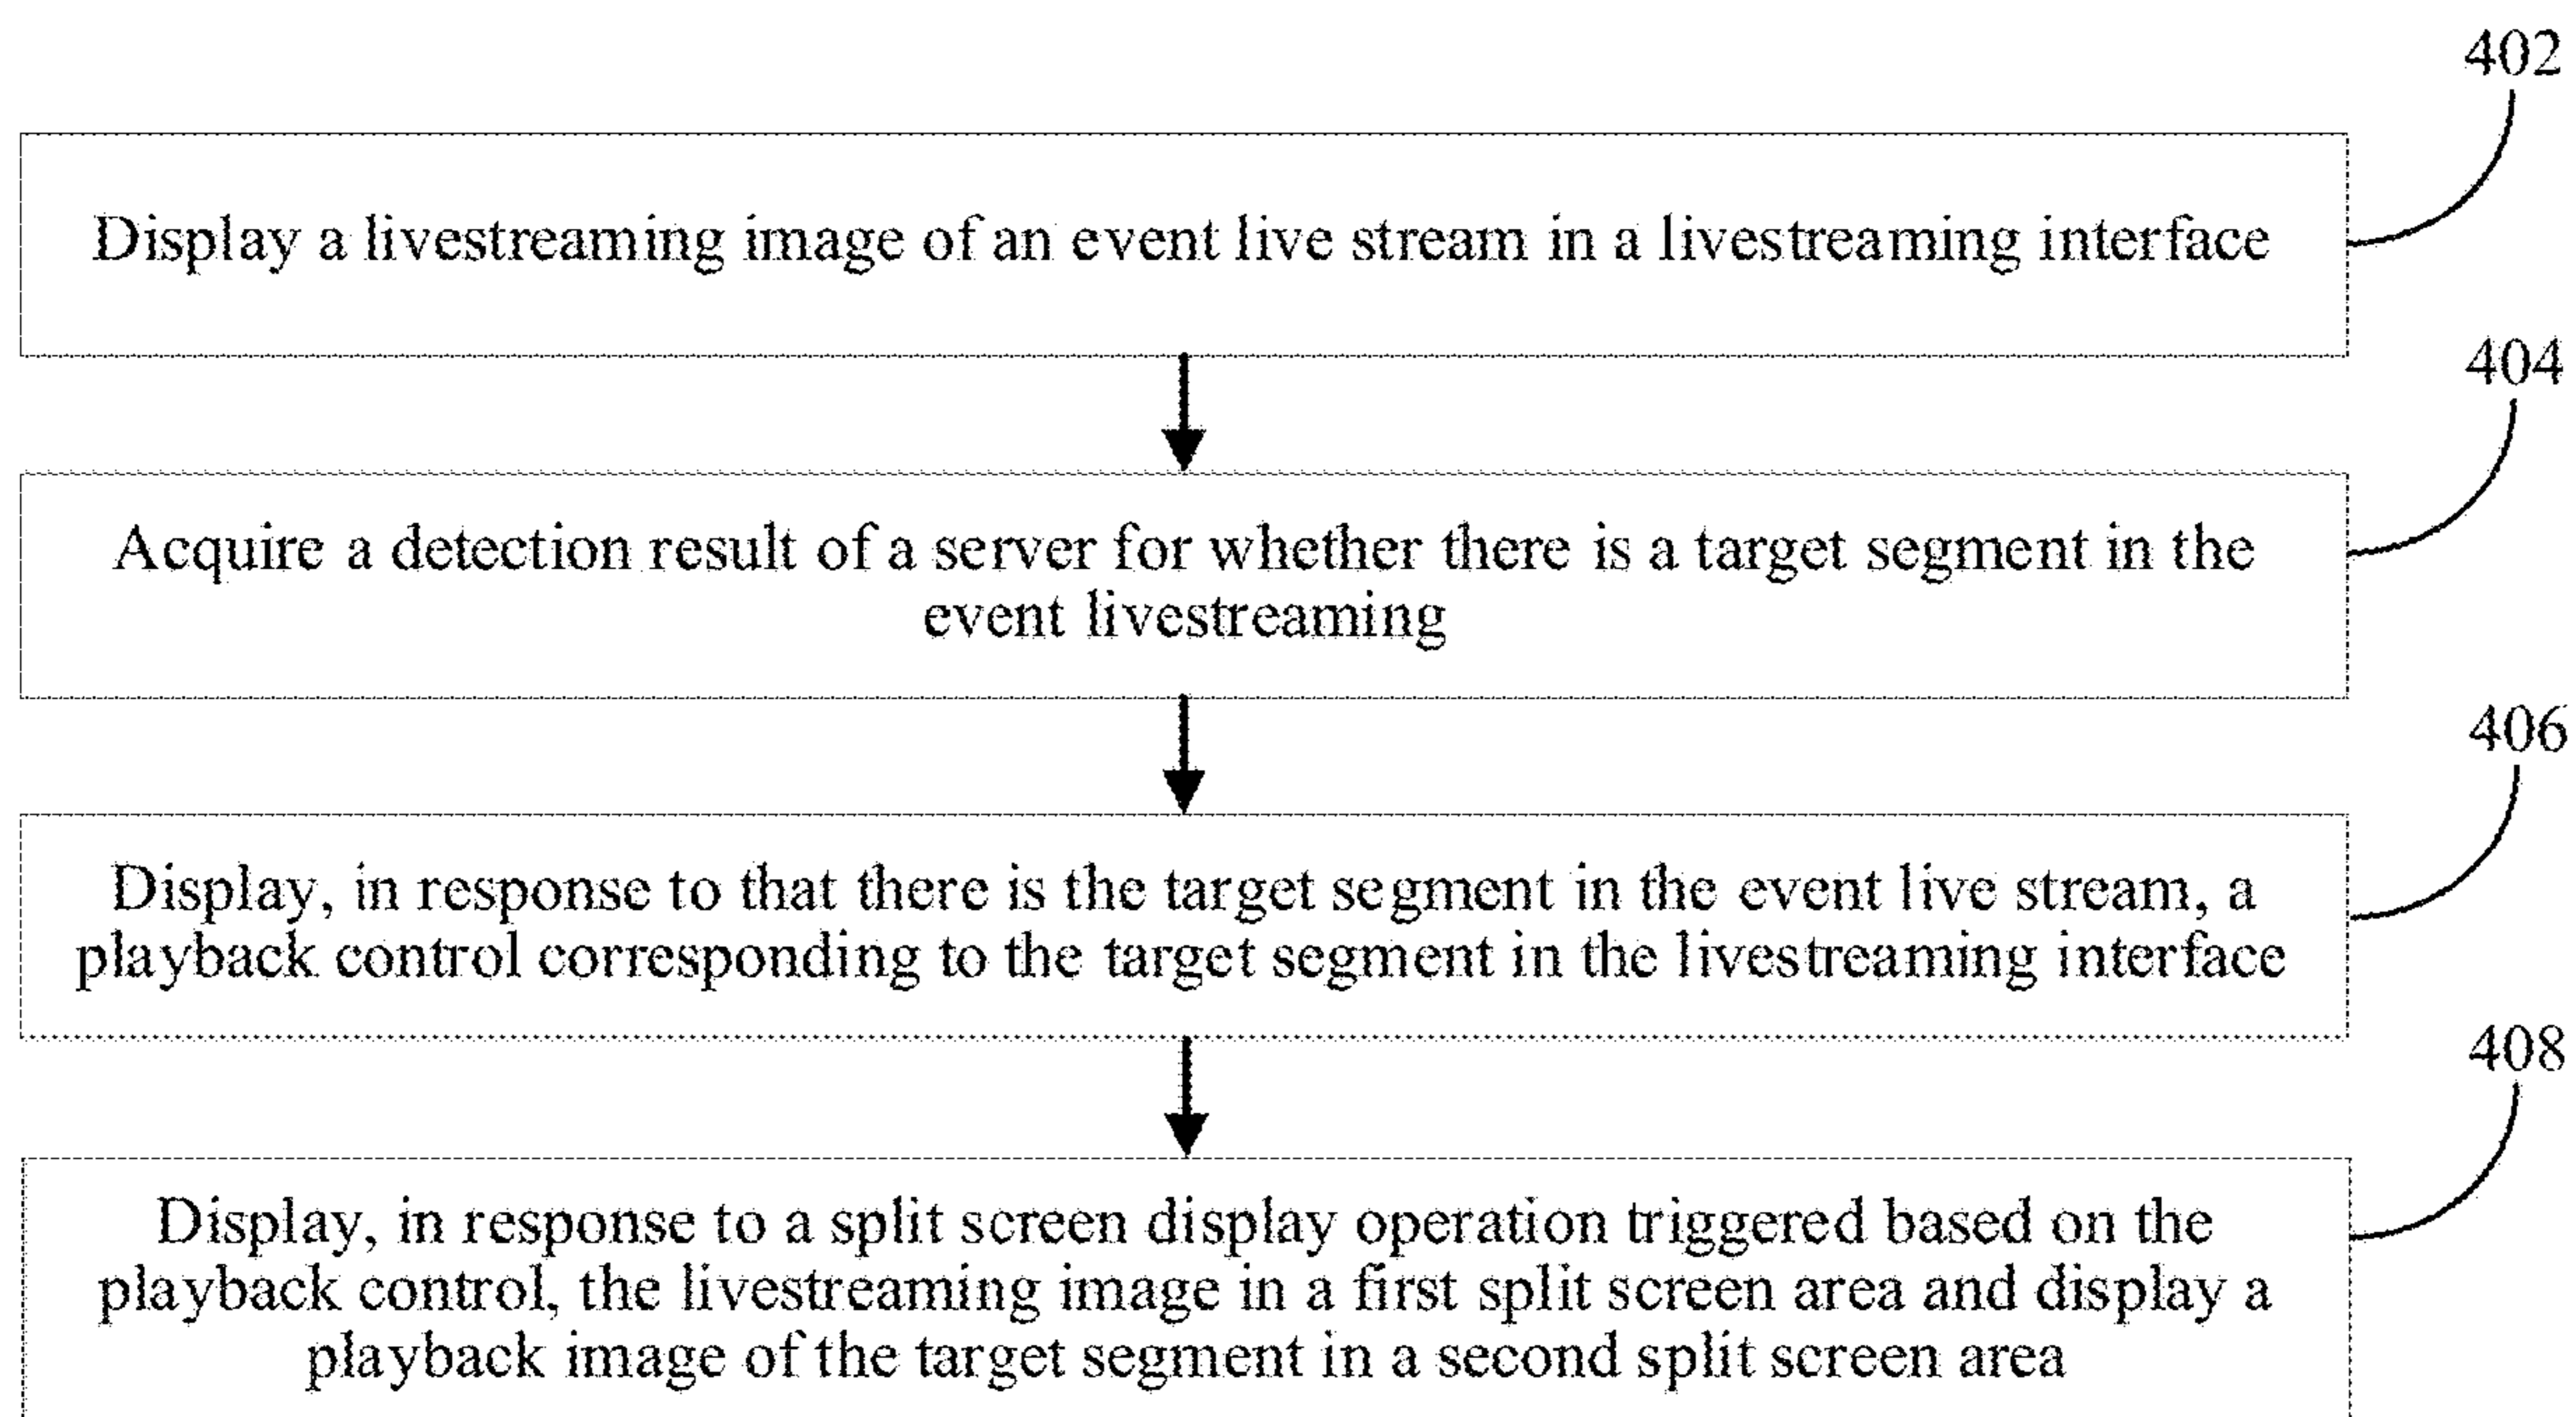 402
Display a livestreaming image of an event live stream in a livestreaming interface
404
Acquire a detection result of a server for whether there is a target segment in the
event livestreaming
406
Display, in response to that there is the target segment in the event live stream, a
playback control corresponding to the target segment in the livestreaming interface
408
Display, in response to a split screen display operation triggered based on the
playback control, the livestreaming image in a first split screen area and display a
playback image of the target segment in a second split screen area